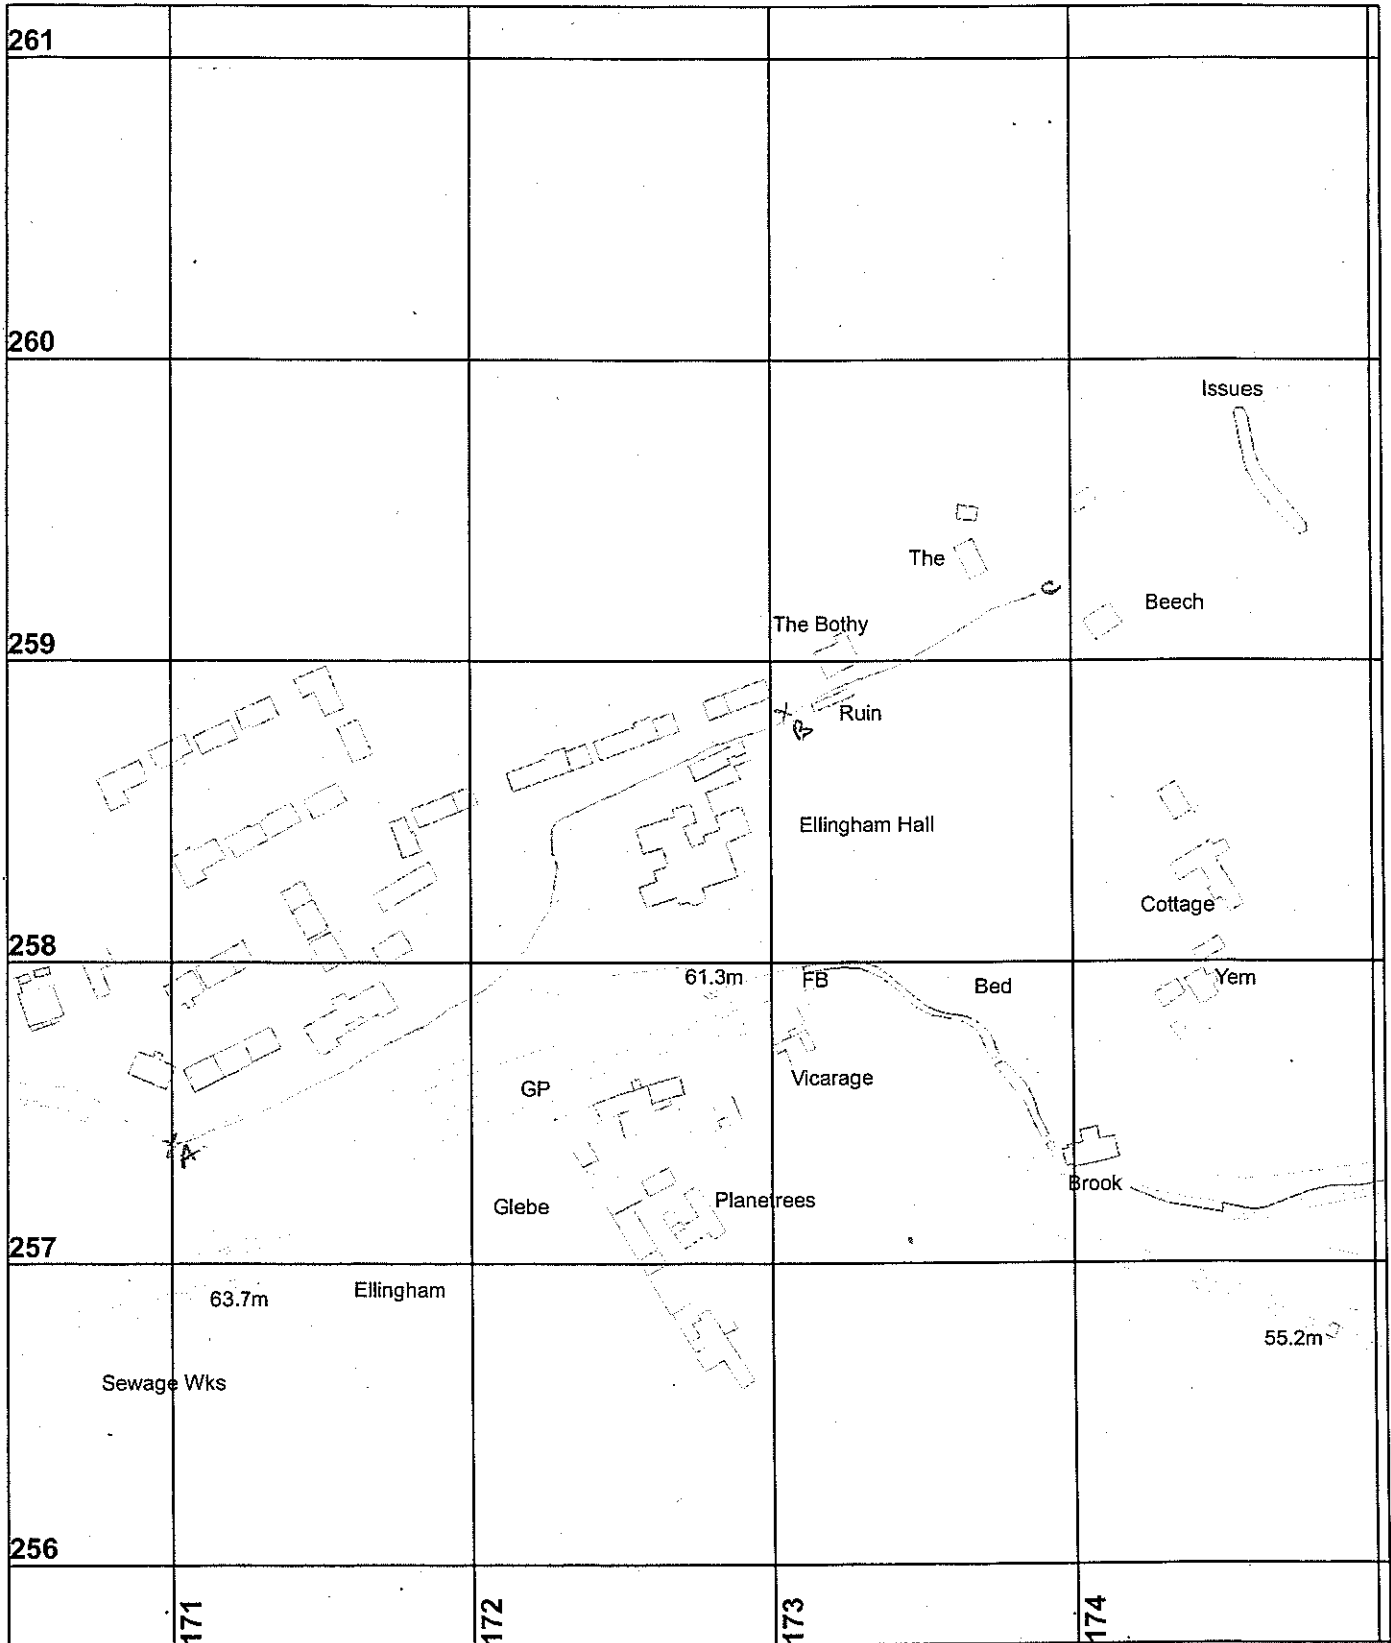 261
260
Issues
The
Beech
The Bothy
259
C
Ruin
B
Ellingham Hall
Cottage
258
61.3m
FB
Bed
Yem
Vicarage
GP
A
Brook
Glebe
Planetrees
257
63.7m
Ellingham
55.2m
Sewage Wks
256
171
172
173
174